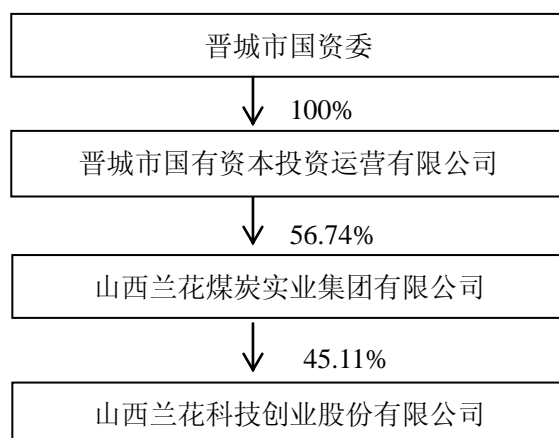 晋城市国资委
100%
晋城市国有资本投资运营有限公司
56.74%
山西兰花煤炭实业集团有限公司
45.11%
山西兰花科技创业股份有限公司